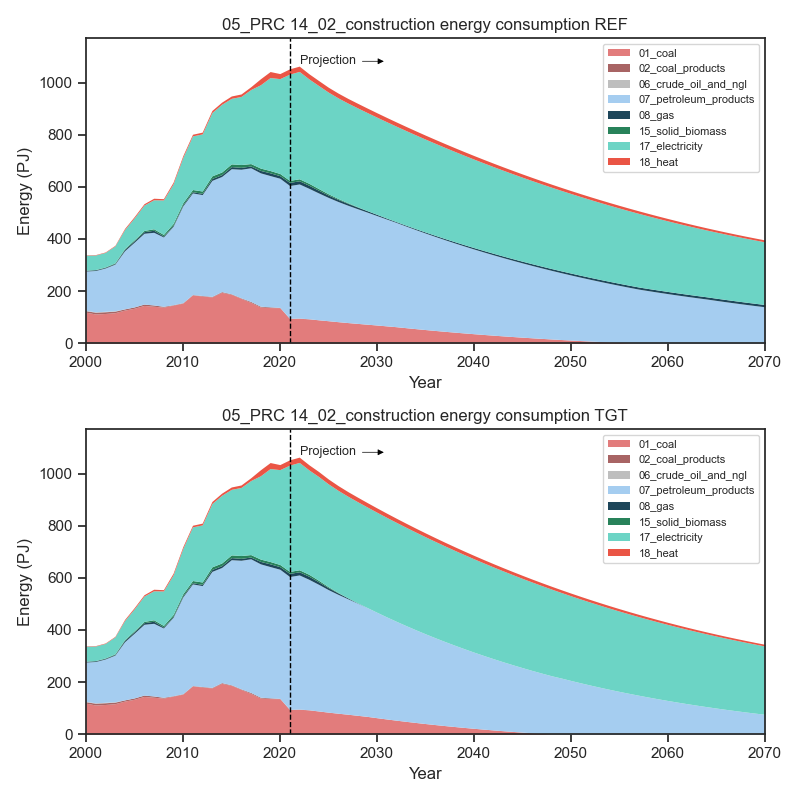 05_PRC 14_02_construction energy consumption REF
Projection
01_coal
02_coal_products
06_crude_oil_and_ngl
07_petroleum_products
08_gas
15_solid_biomass
17_electricity
18_heat
Energy (PJ)
1000
800
600
400
200
0
2000 2010 2020 2030 2040 2050 2060 2070
Year
05_PRC 14_02_construction energy consumption TGT
Projection
01_coal
02_coal_products
06_crude_oil_and_ngl
07_petroleum_products
08_gas
15_solid_biomass
17_electricity
18_heat
Energy (PJ)
1000
800
600
400
200
0
2000 2010 2020 2030 2040 2050 2060 2070
Year